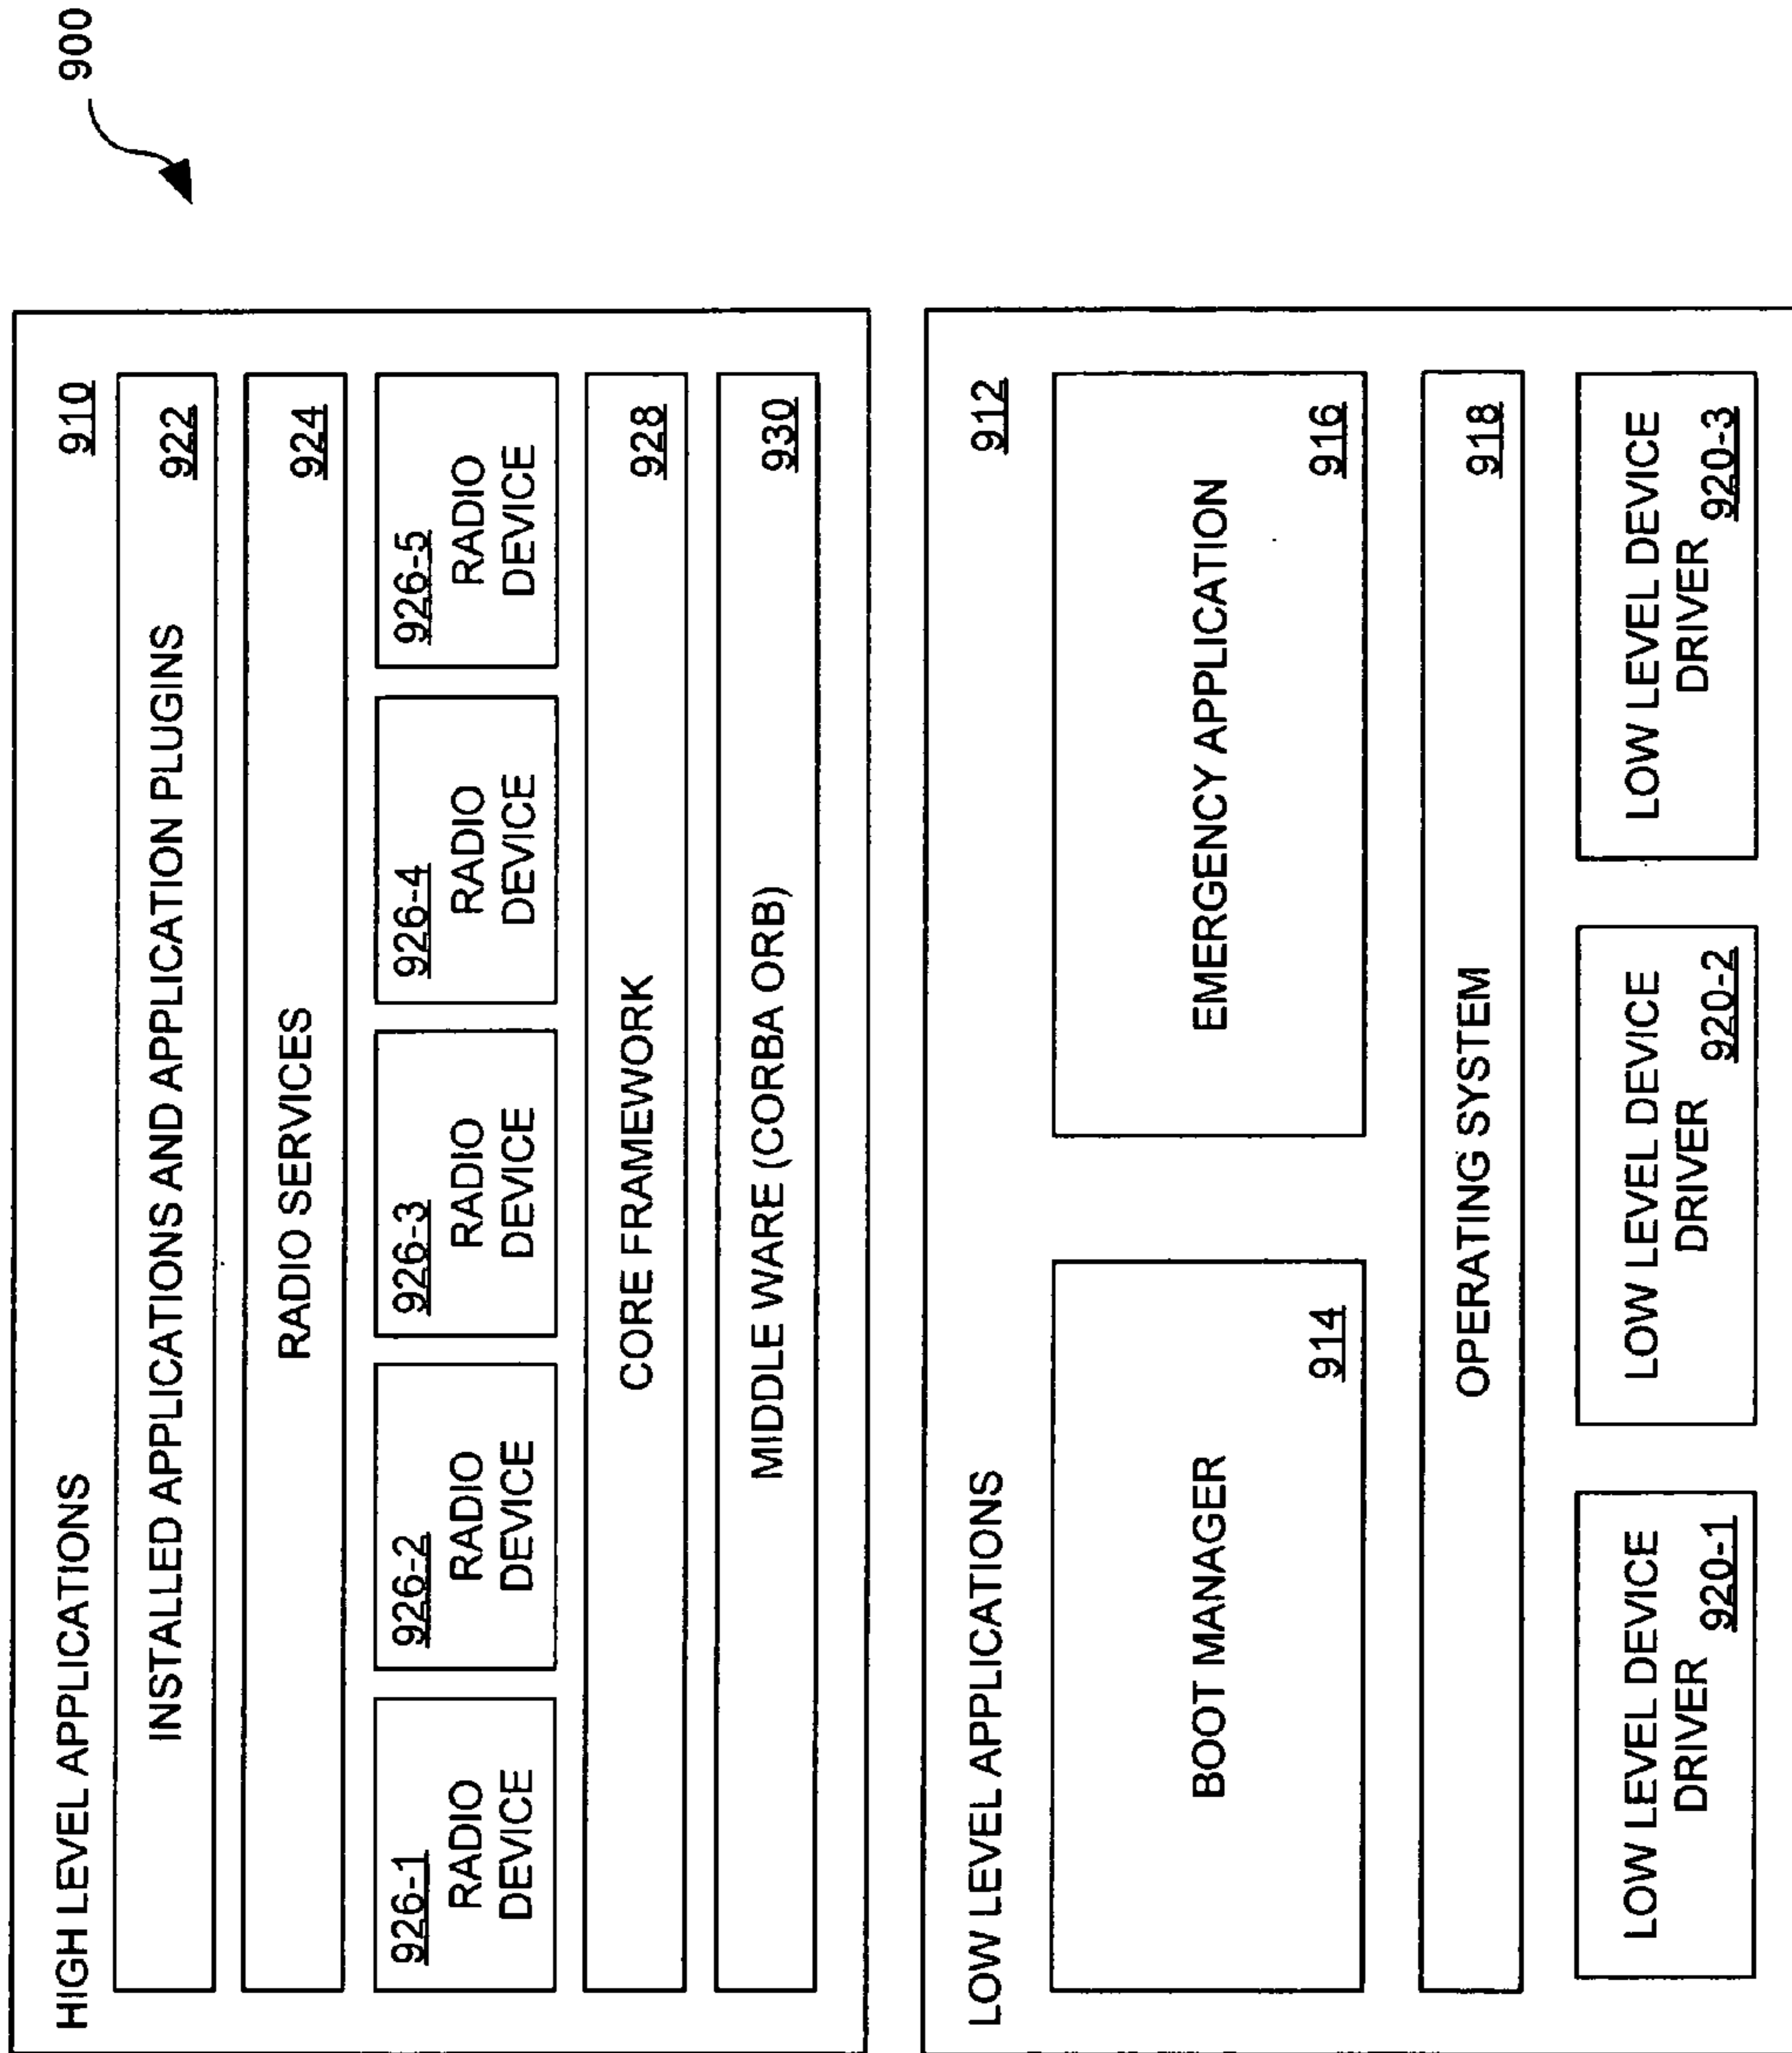 900
HIGH LEVEL APPLICATIONS 910
INSTALLED APPLICATIONS AND APPLICATION PLUGINS 922
RADIO SERVICES 924
926-1
RADIO
DEVICE
926-2
RADIO
DEVICE
926-3
RADIO
DEVICE
926-4
RADIO
DEVICE
926-5
RADIO
DEVICE
CORE FRAMEWORK 928
MIDDLE WARE (CORBA ORB) 930
LOW LEVEL APPLICATIONS 912
BOOT MANAGER
914
EMERGENCY APPLICATION
916
OPERATING SYSTEM 918
LOW LEVEL DEVICE
DRIVER 920-1
LOW LEVEL DEVICE
DRIVER 920-2
LOW LEVEL DEVICE
DRIVER 920-3